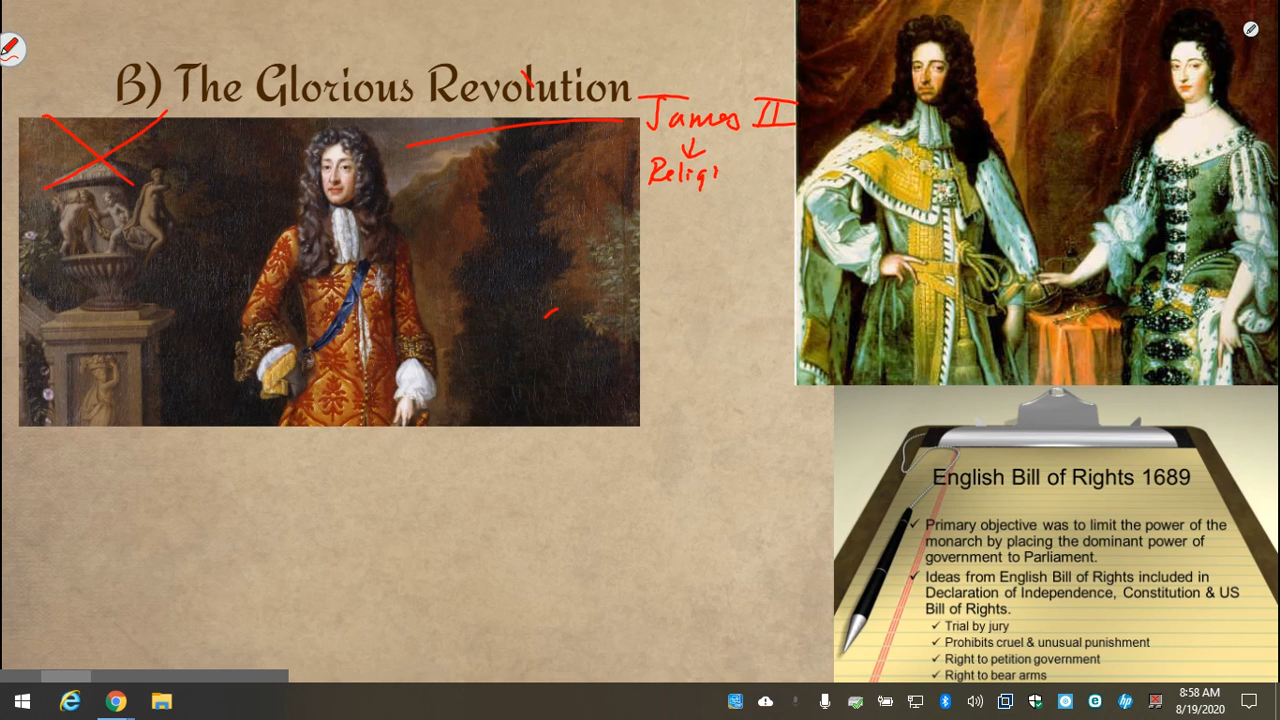 B) The Glorious Revolution
James II
Religi
English Bill of Rights 1689
Primary objective was to limit the power of the
monarch by placing the dominant power of
government to Parliament.
Ideas from English Bill of Rights included in
Declaration of Independence, Constitution & US
Bill of Rights.
Trial by jury
Prohibits cruel & unusual punishment
Right to petition government
Right to bear arms
8:58 AM
8/19/2020